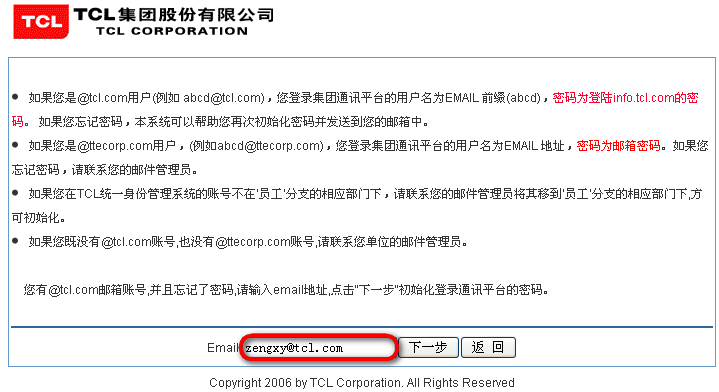 TCL 集团股份有限公司
TCL CORPORATION
● 如果您是@tcl.com用户(例如 abcd@tcl.com)，您登录集团通讯平台的用户名为EMAIL 前缀(abcd)，密码为登陆info.tcl.com的密
码。 如果您忘记密码，本系统可以帮助您再次初始化密码并发送到您的邮箱中。
● 如果您是@ttecorp.com用户，(例如abcd@ttecorp.com)，您登录集团通讯平台的用户名为EMAIL 地址，密码为邮箱密码。如果您
忘记密码，请联系您的邮件管理员。
● 如果您在TCL统一身份管理系统的账号不在'员工'分支的相应部门下，请联系您的邮件管理员将其移到'员工'分支的相应部门下,方
可初始化。
● 如果您既没有@tcl.com账号,也没有@ttecorp.com账号,请联系您单位的邮件管理员。
您有@tcl.com邮箱账号,并且忘记了密码,请输入email地址,点击"下一步"初始化登录通讯平台的密码。
Email zengxy@tcl.com 下一步 返 回
Copyright 2006 by TCL Corporation. All Rights Reserved